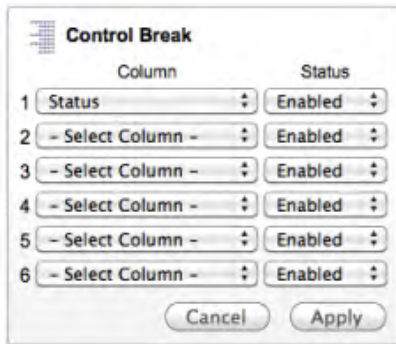 Control Break
Column Status
1 Status Enabled
2 - Select Column - Enabled
3 - Select Column - Enabled
4 - Select Column - Enabled
5 - Select Column - Enabled
6 - Select Column - Enabled
Cancel Apply